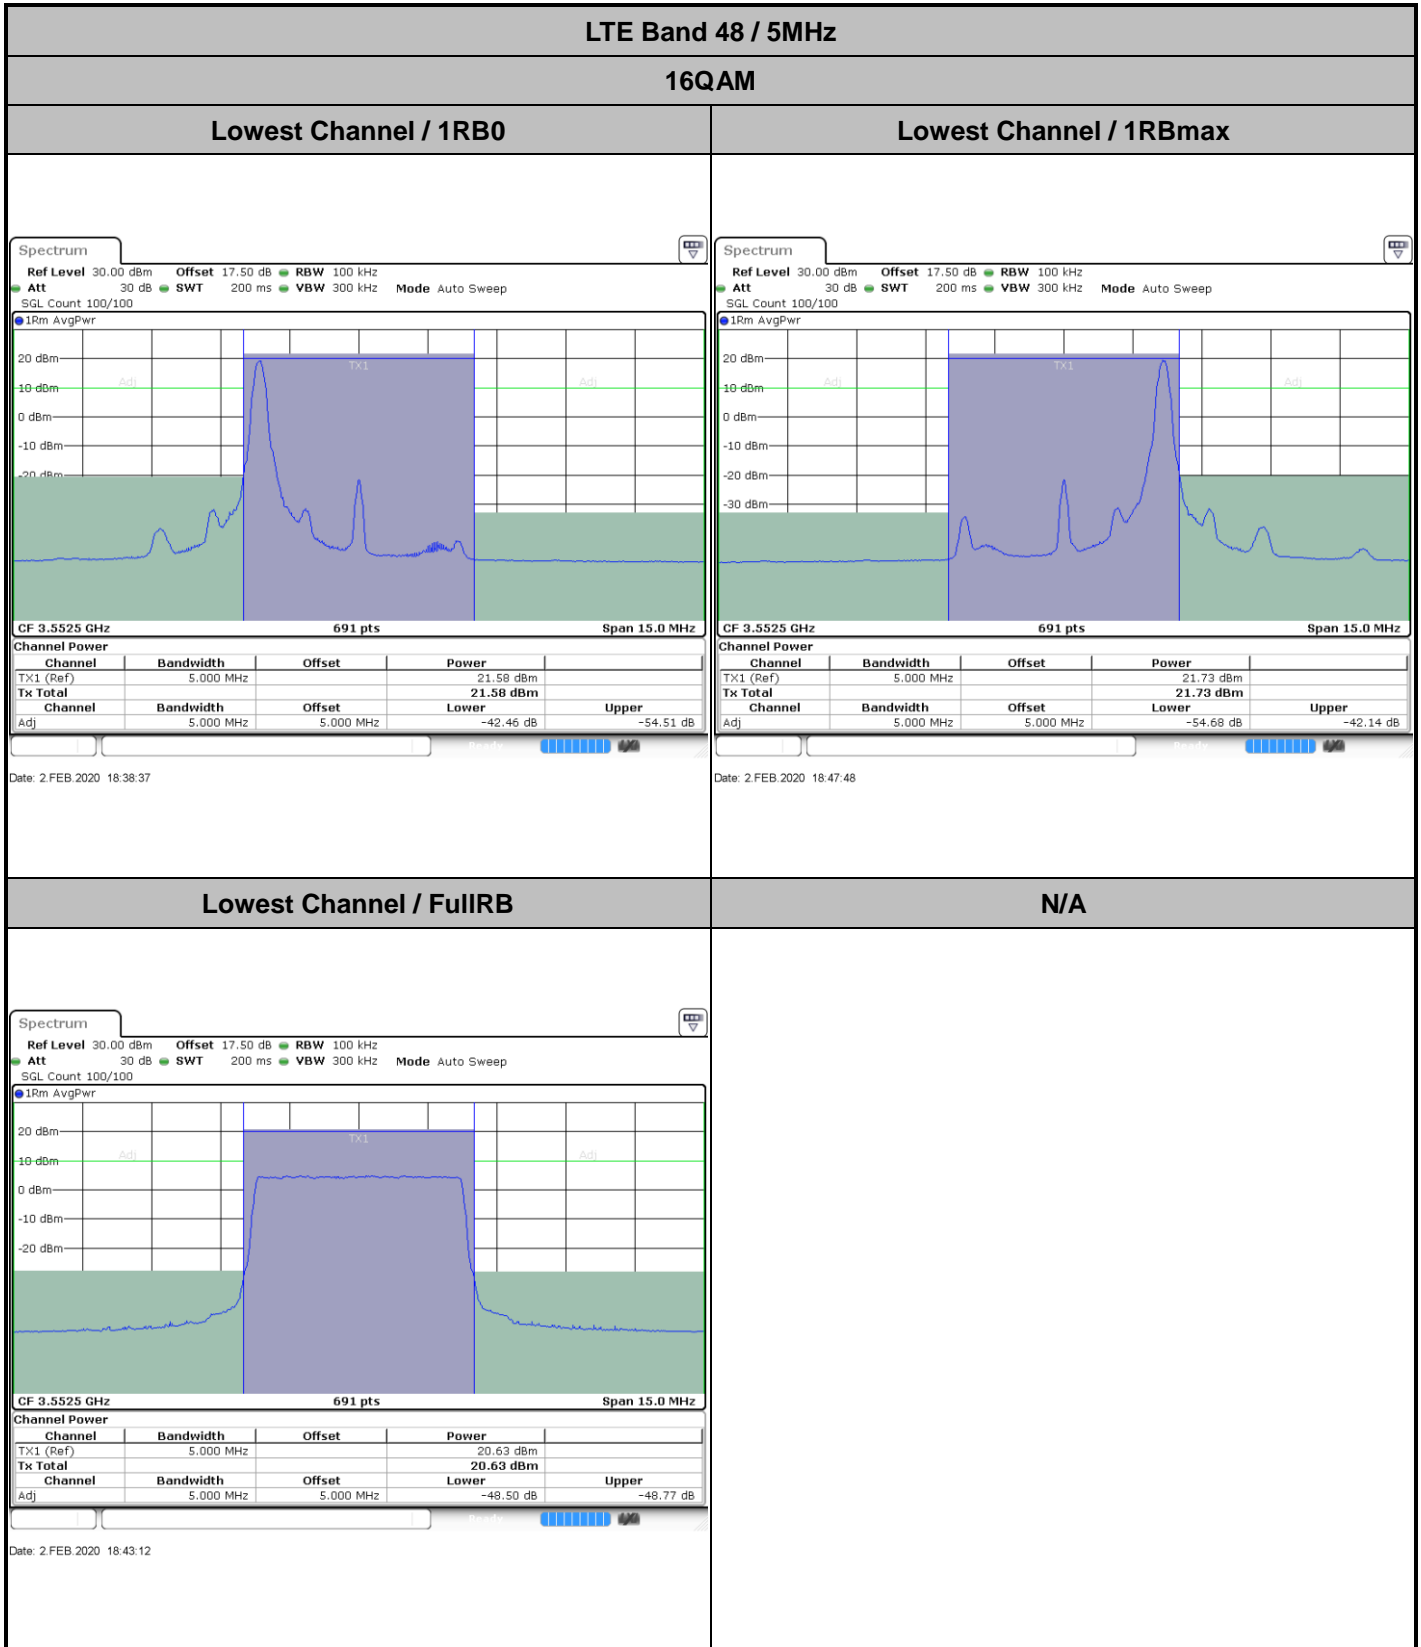 LTE Band 48 / 5MHz
16QAM
Lowest Channel / 1RB0
Lowest Channel / 1RBmax
Spectrum
Ref Level 30.00 dBm Offset 17.50 dB RBW 100 kHz
Att 30 dB SWT 200 ms VBW 300 kHz Mode Auto Sweep
SGL Count 100/100
1Rm AvgPwr
TX1
Adj
Adj
20 dBm
10 dBm
0 dBm
-10 dBm
-20 dBm
CF 3.5525 GHz 691 pts Span 15.0 MHz
Channel Power
Channel Bandwidth Offset Power
TX1 (Ref) 5.000 MHz 21.58 dBm
Tx Total 21.58 dBm
Channel Bandwidth Offset Lower Upper
Adj 5.000 MHz 5.000 MHz -42.46 dB -54.51 dB
Ready
Date: 2.FEB.2020 18:38:37
Spectrum
Ref Level 30.00 dBm Offset 17.50 dB RBW 100 kHz
Att 30 dB SWT 200 ms VBW 300 kHz Mode Auto Sweep
SGL Count 100/100
1Rm AvgPwr
TX1
Adj
Adj
20 dBm
10 dBm
0 dBm
-10 dBm
-20 dBm
-30 dBm
CF 3.5525 GHz 691 pts Span 15.0 MHz
Channel Power
Channel Bandwidth Offset Power
TX1 (Ref) 5.000 MHz 21.73 dBm
Tx Total 21.73 dBm
Channel Bandwidth Offset Lower Upper
Adj 5.000 MHz 5.000 MHz -54.68 dB -42.14 dB
Ready
Date: 2.FEB.2020 18:47:48
Lowest Channel / FullRB
N/A
Spectrum
Ref Level 30.00 dBm Offset 17.50 dB RBW 100 kHz
Att 30 dB SWT 200 ms VBW 300 kHz Mode Auto Sweep
SGL Count 100/100
1Rm AvgPwr
TX1
Adj
Adj
20 dBm
10 dBm
0 dBm
-10 dBm
-20 dBm
CF 3.5525 GHz 691 pts Span 15.0 MHz
Channel Power
Channel Bandwidth Offset Power
TX1 (Ref) 5.000 MHz 20.63 dBm
Tx Total 20.63 dBm
Channel Bandwidth Offset Lower Upper
Adj 5.000 MHz 5.000 MHz -48.50 dB -48.77 dB
Ready
Date: 2.FEB.2020 18:43:12